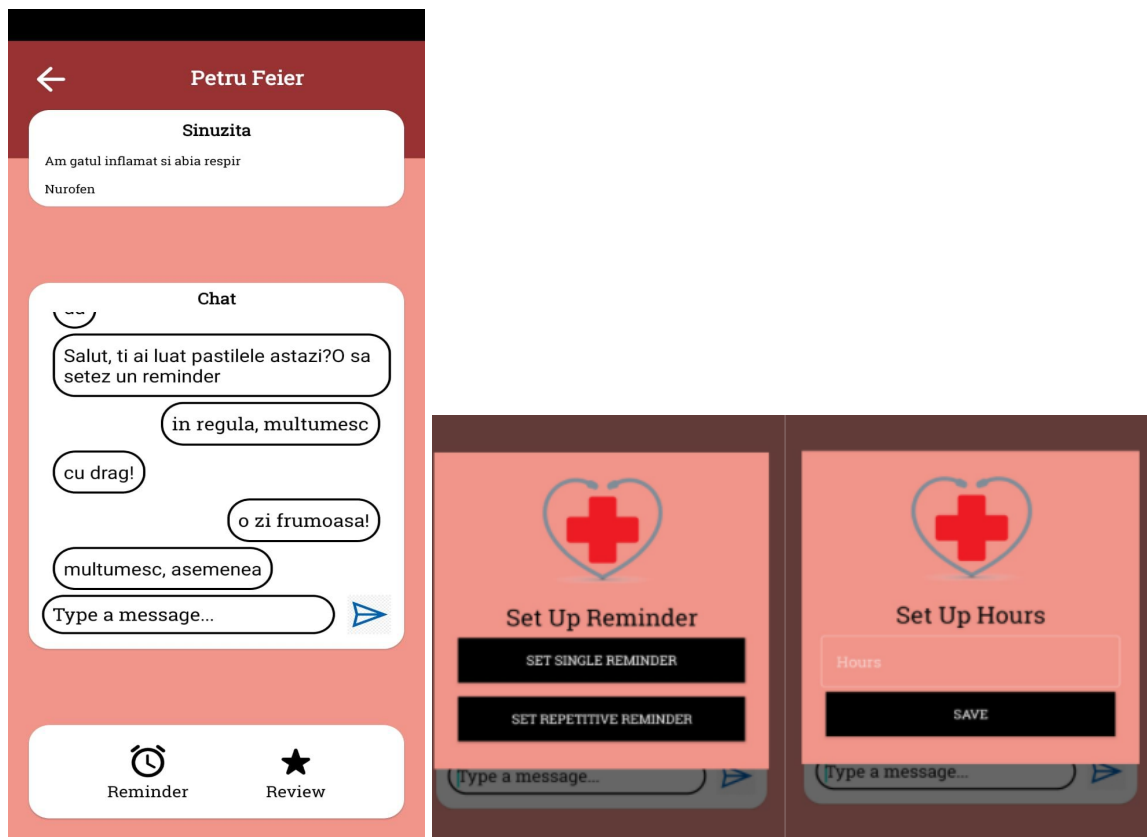 Petru Feier
Sinuzita
Am gatul inflamat si abia respir
Nurofen
Chat
Salut, ti ai luat pastilele astazi?O sa
setez un reminder
in regula, multumesc
cu drag!
o zi frumoasa!
multumesc, asemenea
Type a message...
Reminder
Review
Set Up Reminder
SET SINGLE REMINDER
SET REPETITIVE REMINDER
Type a message...
Set Up Hours
Hours
SAVE
Type a message...